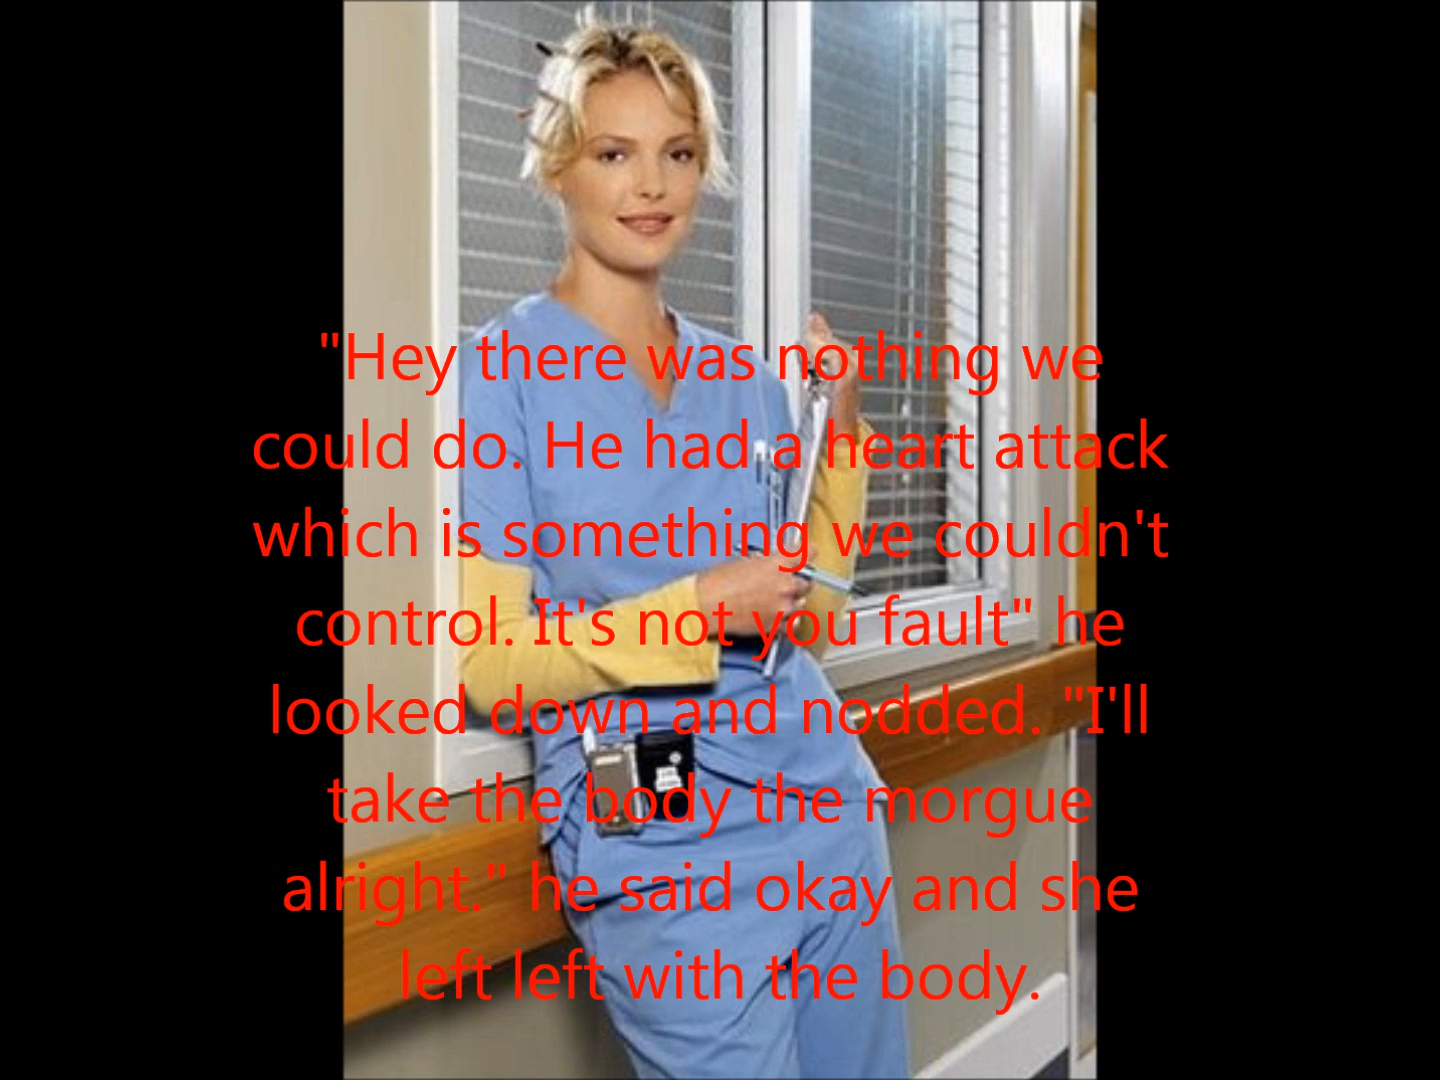 "Hey there was nothing we
could do. He had a heart attack
which is something we couldn't
control. It's not you fault" he
looked down and nodded. "I'll
take the body the morgue
alright." he said okay and she
left left with the body.